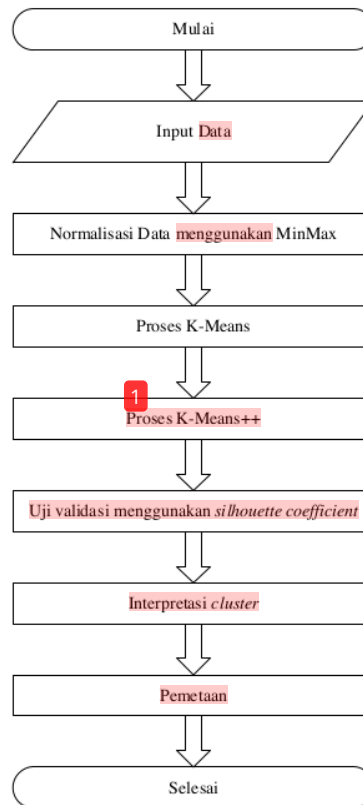 Mulai
Input Data
Normalisasi Data menggunakan MinMax
Proses K-Means
1
Proses K-Means++
Uji validasi menggunakan silhouette coefficient
Interpretasi cluster
Pemetaan
Selesai